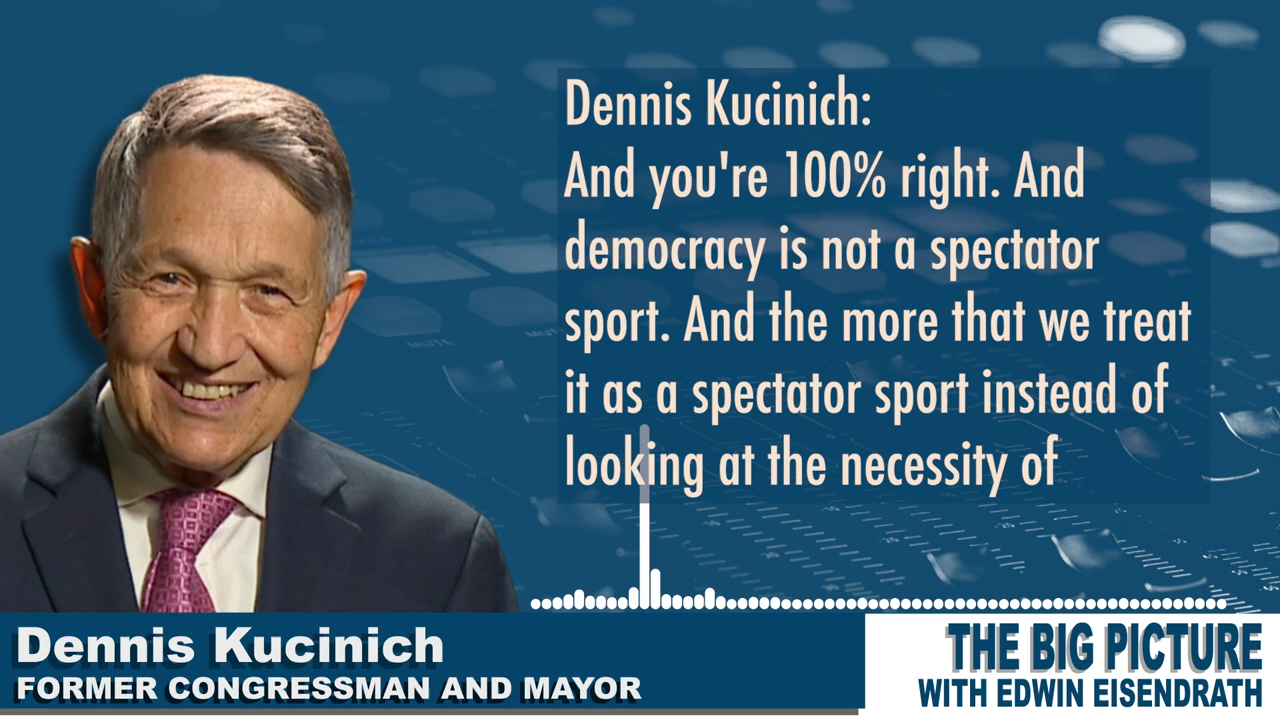 Dennis Kucinich:
And you're 100% right. And
democracy is not a spectator
sport. And the more that we treat
it as a spectator sport instead of
looking at the necessity of
MUTE
Dennis Kucinich
FORMER CONGRESSMAN AND MAYOR
THE BIG PICTURE
WITH EDWIN EISENDRATH